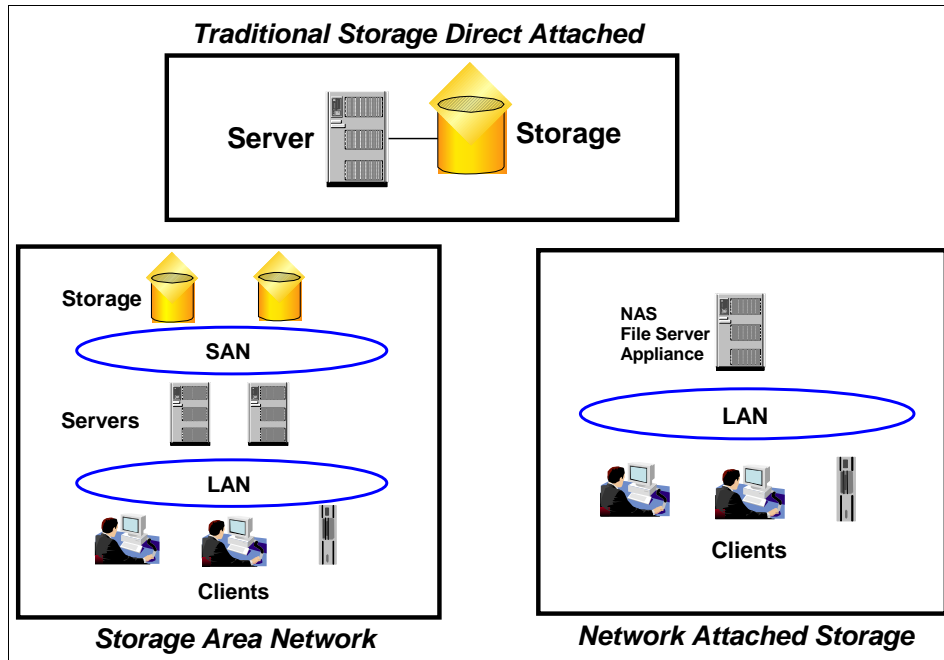 Traditional Storage Direct Attached
Server
Storage
Storage
SAN
Servers
LAN
Clients
Storage Area Network
NAS
File Server
Appliance
LAN
Clients
Network Attached Storage